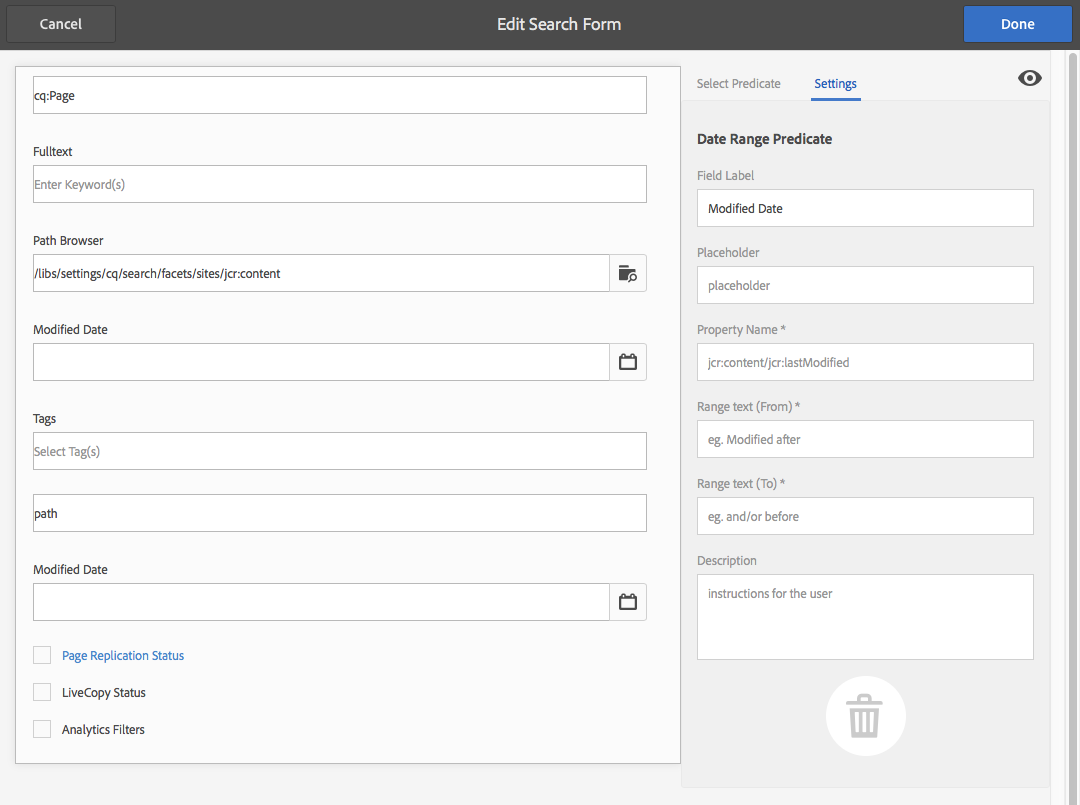 Cancel
Edit Search Form
Done
cq:Page
Fulltext
Enter Keyword(s)
Path Browser
/libs/settings/cq/search/facets/sites/jcr:content
Modified Date
Tags
Select Tag(s)
path
Modified Date
Page Replication Status
LiveCopy Status
Analytics Filters
Select Predicate
Settings
Date Range Predicate
Field Label
Modified Date
Placeholder
placeholder
Property Name *
jcr:content/jcr:lastModified
Range text (From) *
eg. Modified after
Range text (To) *
eg. and/or before
Description
instructions for the user